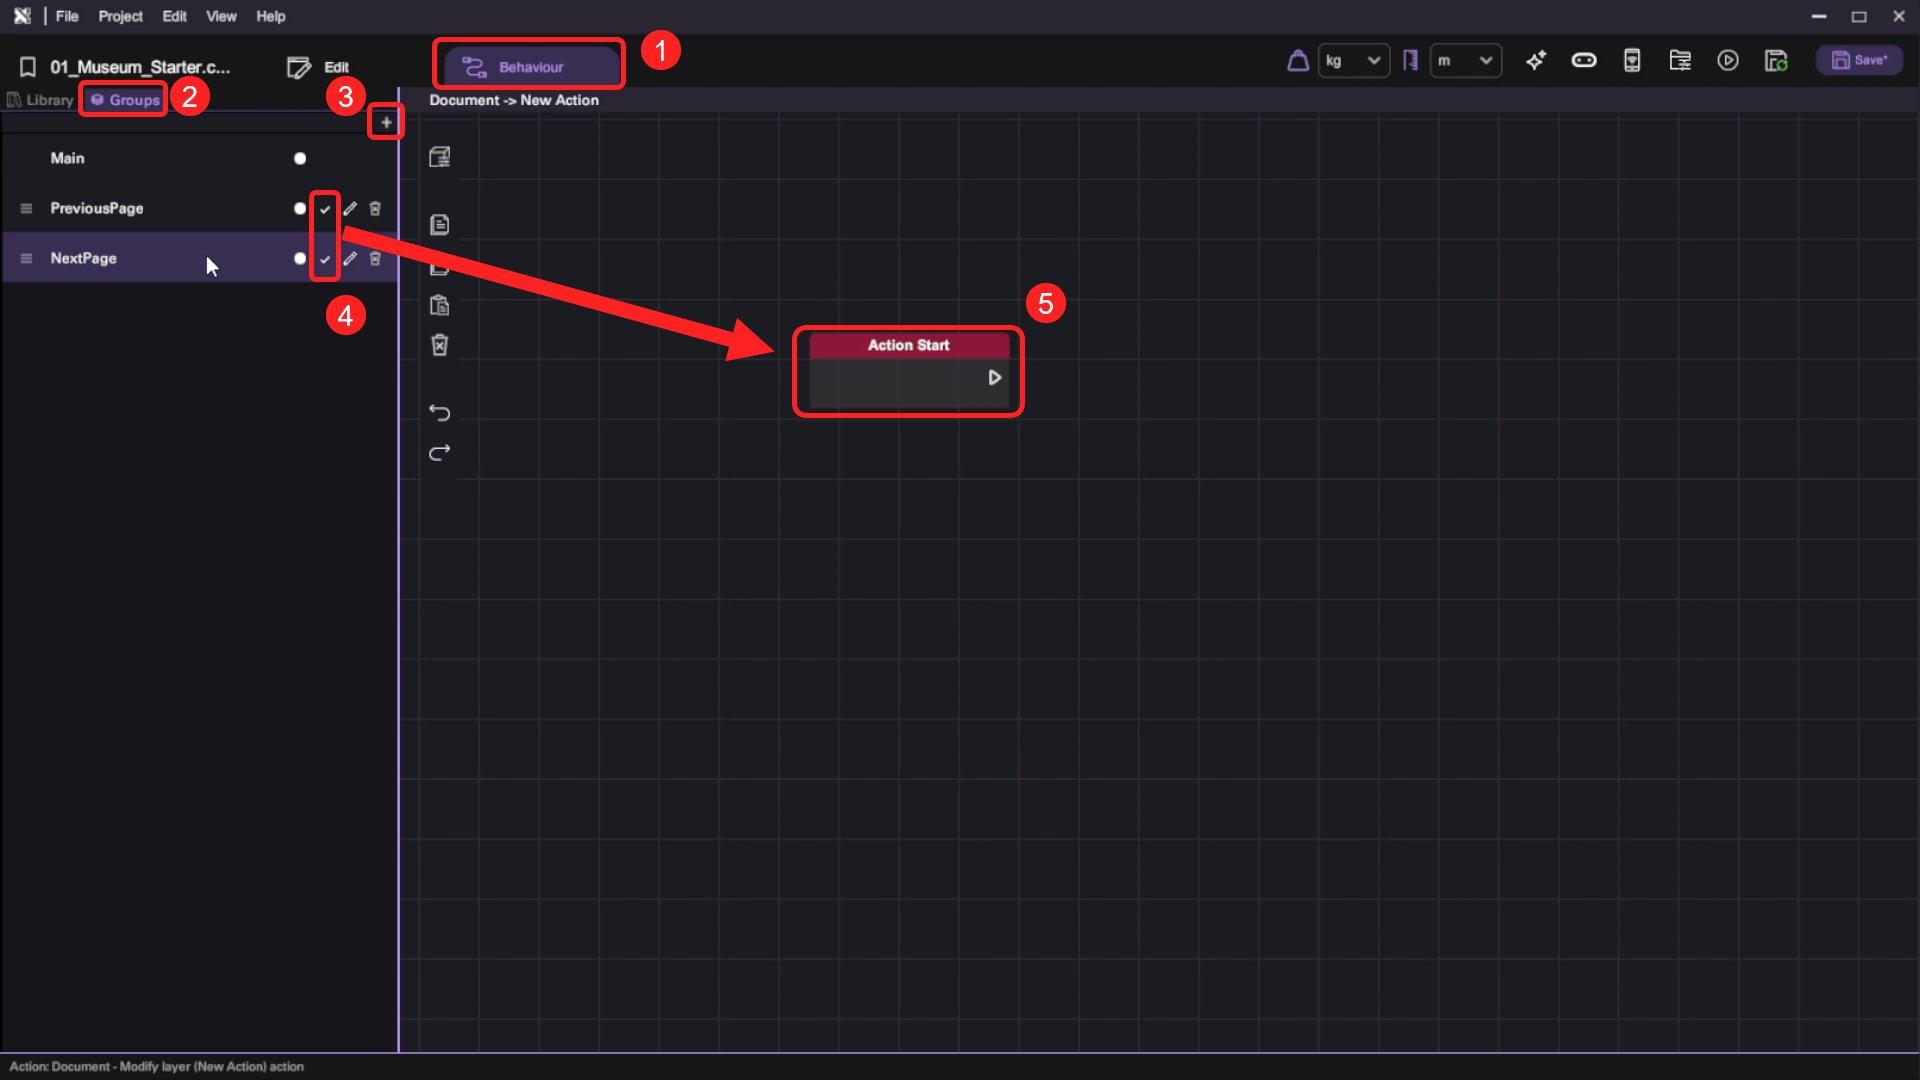 File Project Edit View Help
01_Museum_Starter.c... Edit Behaviour 1 kg m Save*
Library Groups 2 3 Document -> New Action
+
Main
PreviousPage
NextPage
4 5
Action Start
Action: Document - Modify layer (New Action) action